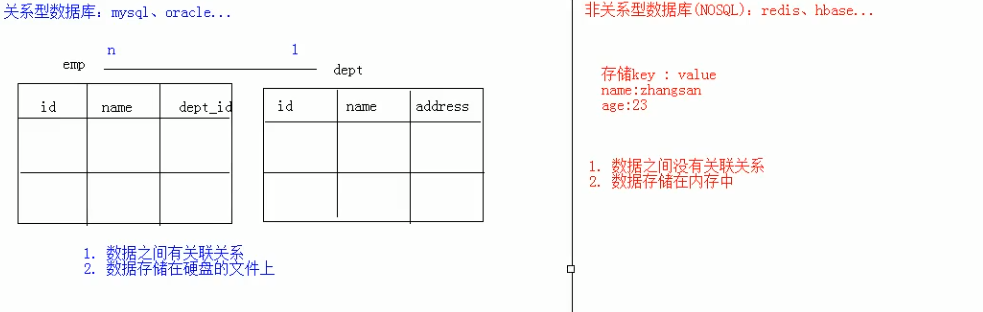 关系型数据库：mysql、oracle...
n 1
emp dept
id name dept_id
id name address
1. 数据之间有关联关系
2. 数据存储在硬盘的文件上
非关系型数据库(NOSQL)：redis、hbase...
存储key : value
name:zhangsan
age:23
1. 数据之间没有关联关系
2. 数据存储在内存中